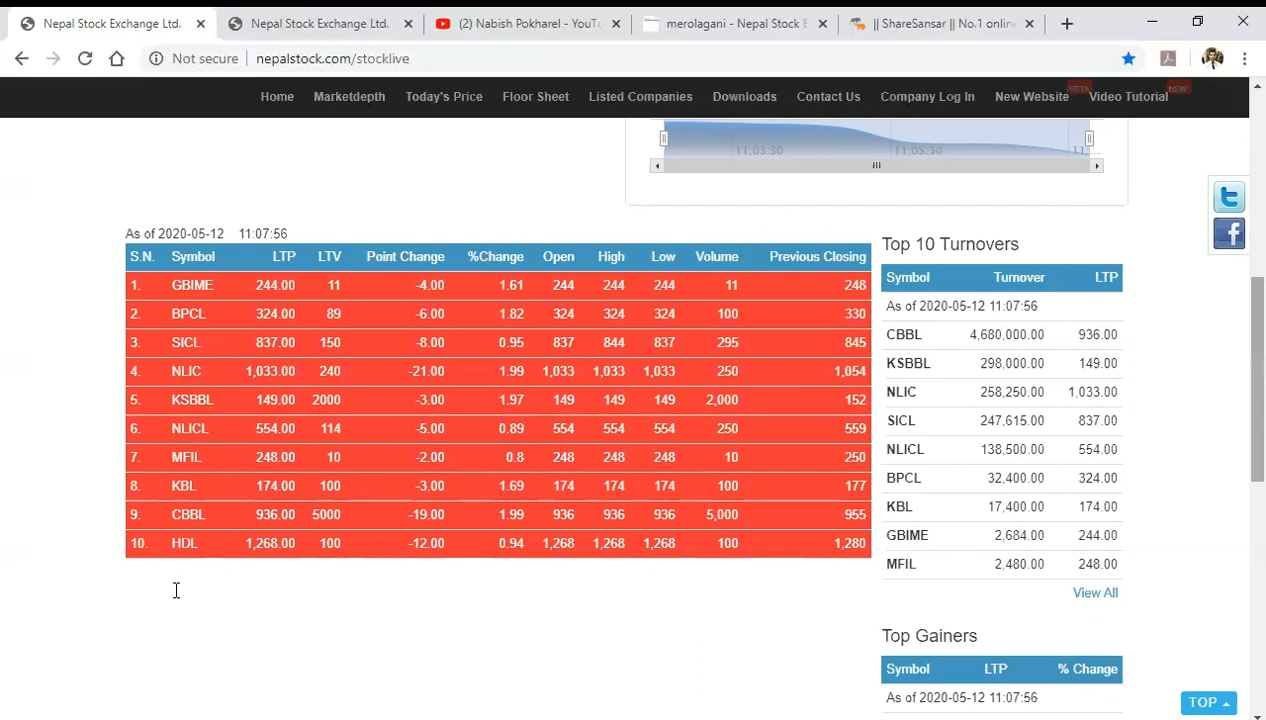 Nepal Stock Exchange Ltd.
Nepal Stock Exchange Ltd.
(2) Nabish Pokharel - YouTu
merolagani - Nepal Stock E
|| ShareSansar || No.1 online
Not secure
nepalstock.com/stocklive
Home Marketdepth Today's Price Floor Sheet Listed Companies Downloads Contact Us Company Log In New Website BETA Video Tutorial NEW
11:03:30 11:05:50 11:...
As of 2020-05-12 11:07:56
S.N. Symbol LTP LTV Point Change %Change Open High Low Volume Previous Closing
1. GBIME 244.00 11 -4.00 1.61 244 244 244 11 248
2. BPCL 324.00 89 -6.00 1.82 324 324 324 100 330
3. SICL 837.00 150 -8.00 0.95 837 844 837 295 845
4. NLIC 1,033.00 240 -21.00 1.99 1,033 1,033 1,033 250 1,054
5. KSBBL 149.00 2000 -3.00 1.97 149 149 149 2,000 152
6. NLICL 554.00 114 -5.00 0.89 554 554 554 250 559
7. MFIL 248.00 10 -2.00 0.8 248 248 248 10 250
8. KBL 174.00 100 -3.00 1.69 174 174 174 100 177
9. CBBL 936.00 5000 -19.00 1.99 936 936 936 5,000 955
10. HDL 1,268.00 100 -12.00 0.94 1,268 1,268 1,268 100 1,280
Top 10 Turnovers
Symbol Turnover LTP
As of 2020-05-12 11:07:56
CBBL 4,680,000.00 936.00
KSBBL 298,000.00 149.00
NLIC 258,250.00 1,033.00
SICL 247,615.00 837.00
NLICL 138,500.00 554.00
BPCL 32,400.00 324.00
KBL 17,400.00 174.00
GBIME 2,684.00 244.00
MFIL 2,480.00 248.00
View All
Top Gainers
Symbol LTP % Change
As of 2020-05-12 11:07:56
TOP